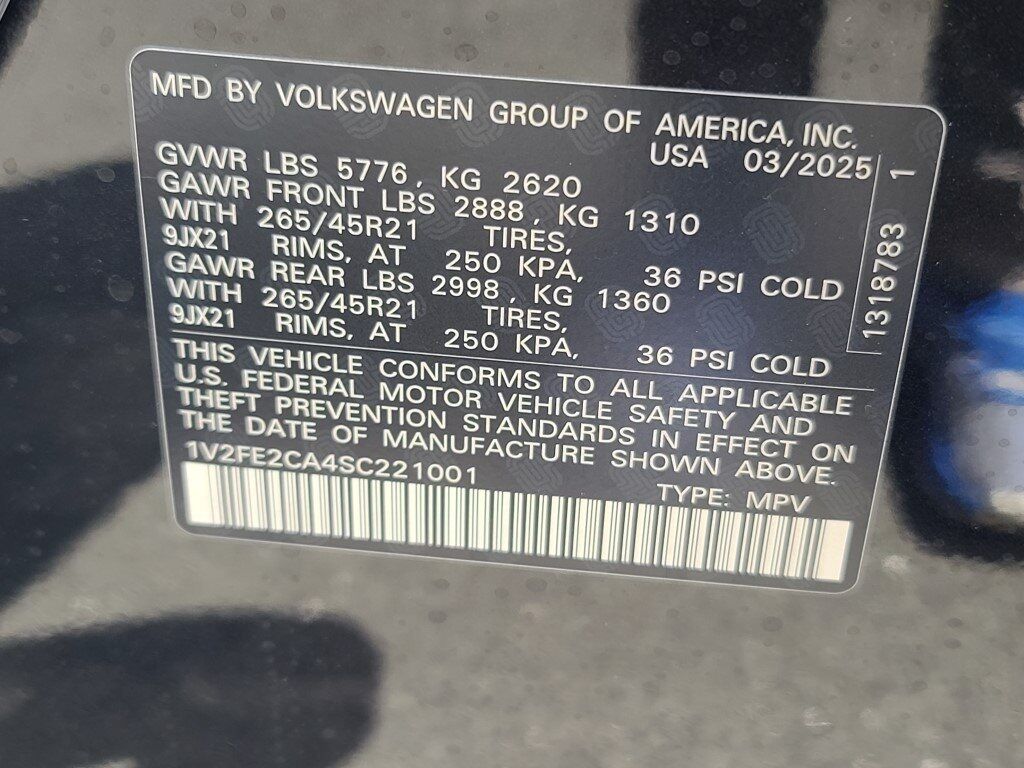 MFD BY VOLKSWAGEN GROUP OF AMERICA, INC.
USA 03/2025
GVWR LBS 5776, KG 2620
GAWR FRONT LBS 2888, KG 1310
WITH 265/45R21 TIRES,
9JX21 RIMS, AT 250 KPA, 36 PSI COLD
GAWR REAR LBS 2998, KG 1360
WITH 265/45R21 TIRES,
9JX21 RIMS, AT 250 KPA, 36 PSI COLD
THIS VEHICLE CONFORMS TO ALL APPLICABLE
U.S. FEDERAL MOTOR VEHICLE SAFETY AND
THEFT PREVENTION STANDARDS IN EFFECT ON
THE DATE OF MANUFACTURE SHOWN ABOVE.
1V2FE2CA4SC221001
TYPE: MPV
1318783 1